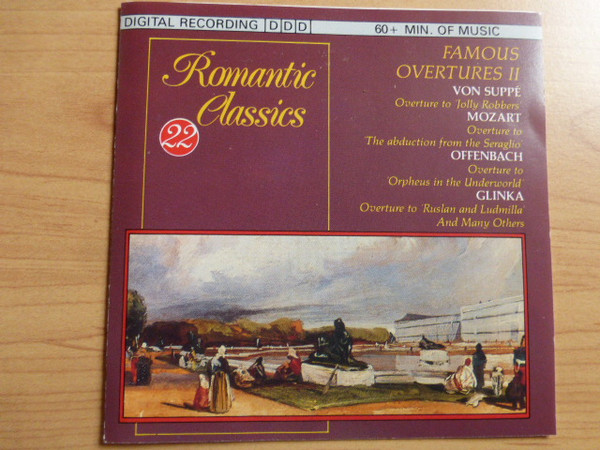 DIGITAL RECORDING DDD
60+ MIN. OF MUSIC
Romantic
Classics
22
FAMOUS
OVERTURES II
VON SUPPÈ
Overture to 'Jolly Robbers'
MOZART
Overture to
'The abduction from the Seraglio'
OFFENBACH
Overture to
'Orpheus in the Underworld'
GLINKA
Overture to 'Ruslan and Ludmilla'
And Many Others